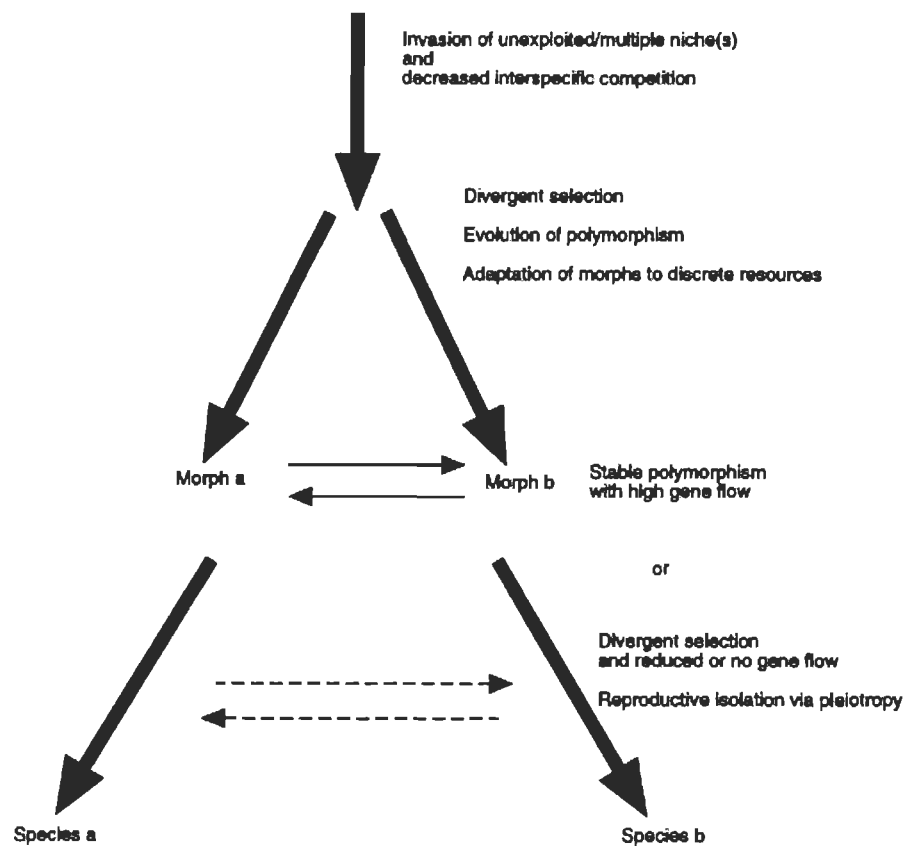 Invasion of unexploited/multiple niche(s)
and
decreased interspecific competition
Divergent selection
Evolution of polymorphism
Adaptation of morphs to discrete resources
Morph a
Morph b
Stable polymorphism
with high gene flow
or
Divergent selection
and reduced or no gene flow
Reproductive isolation via pleiotropy
Species a
Species b